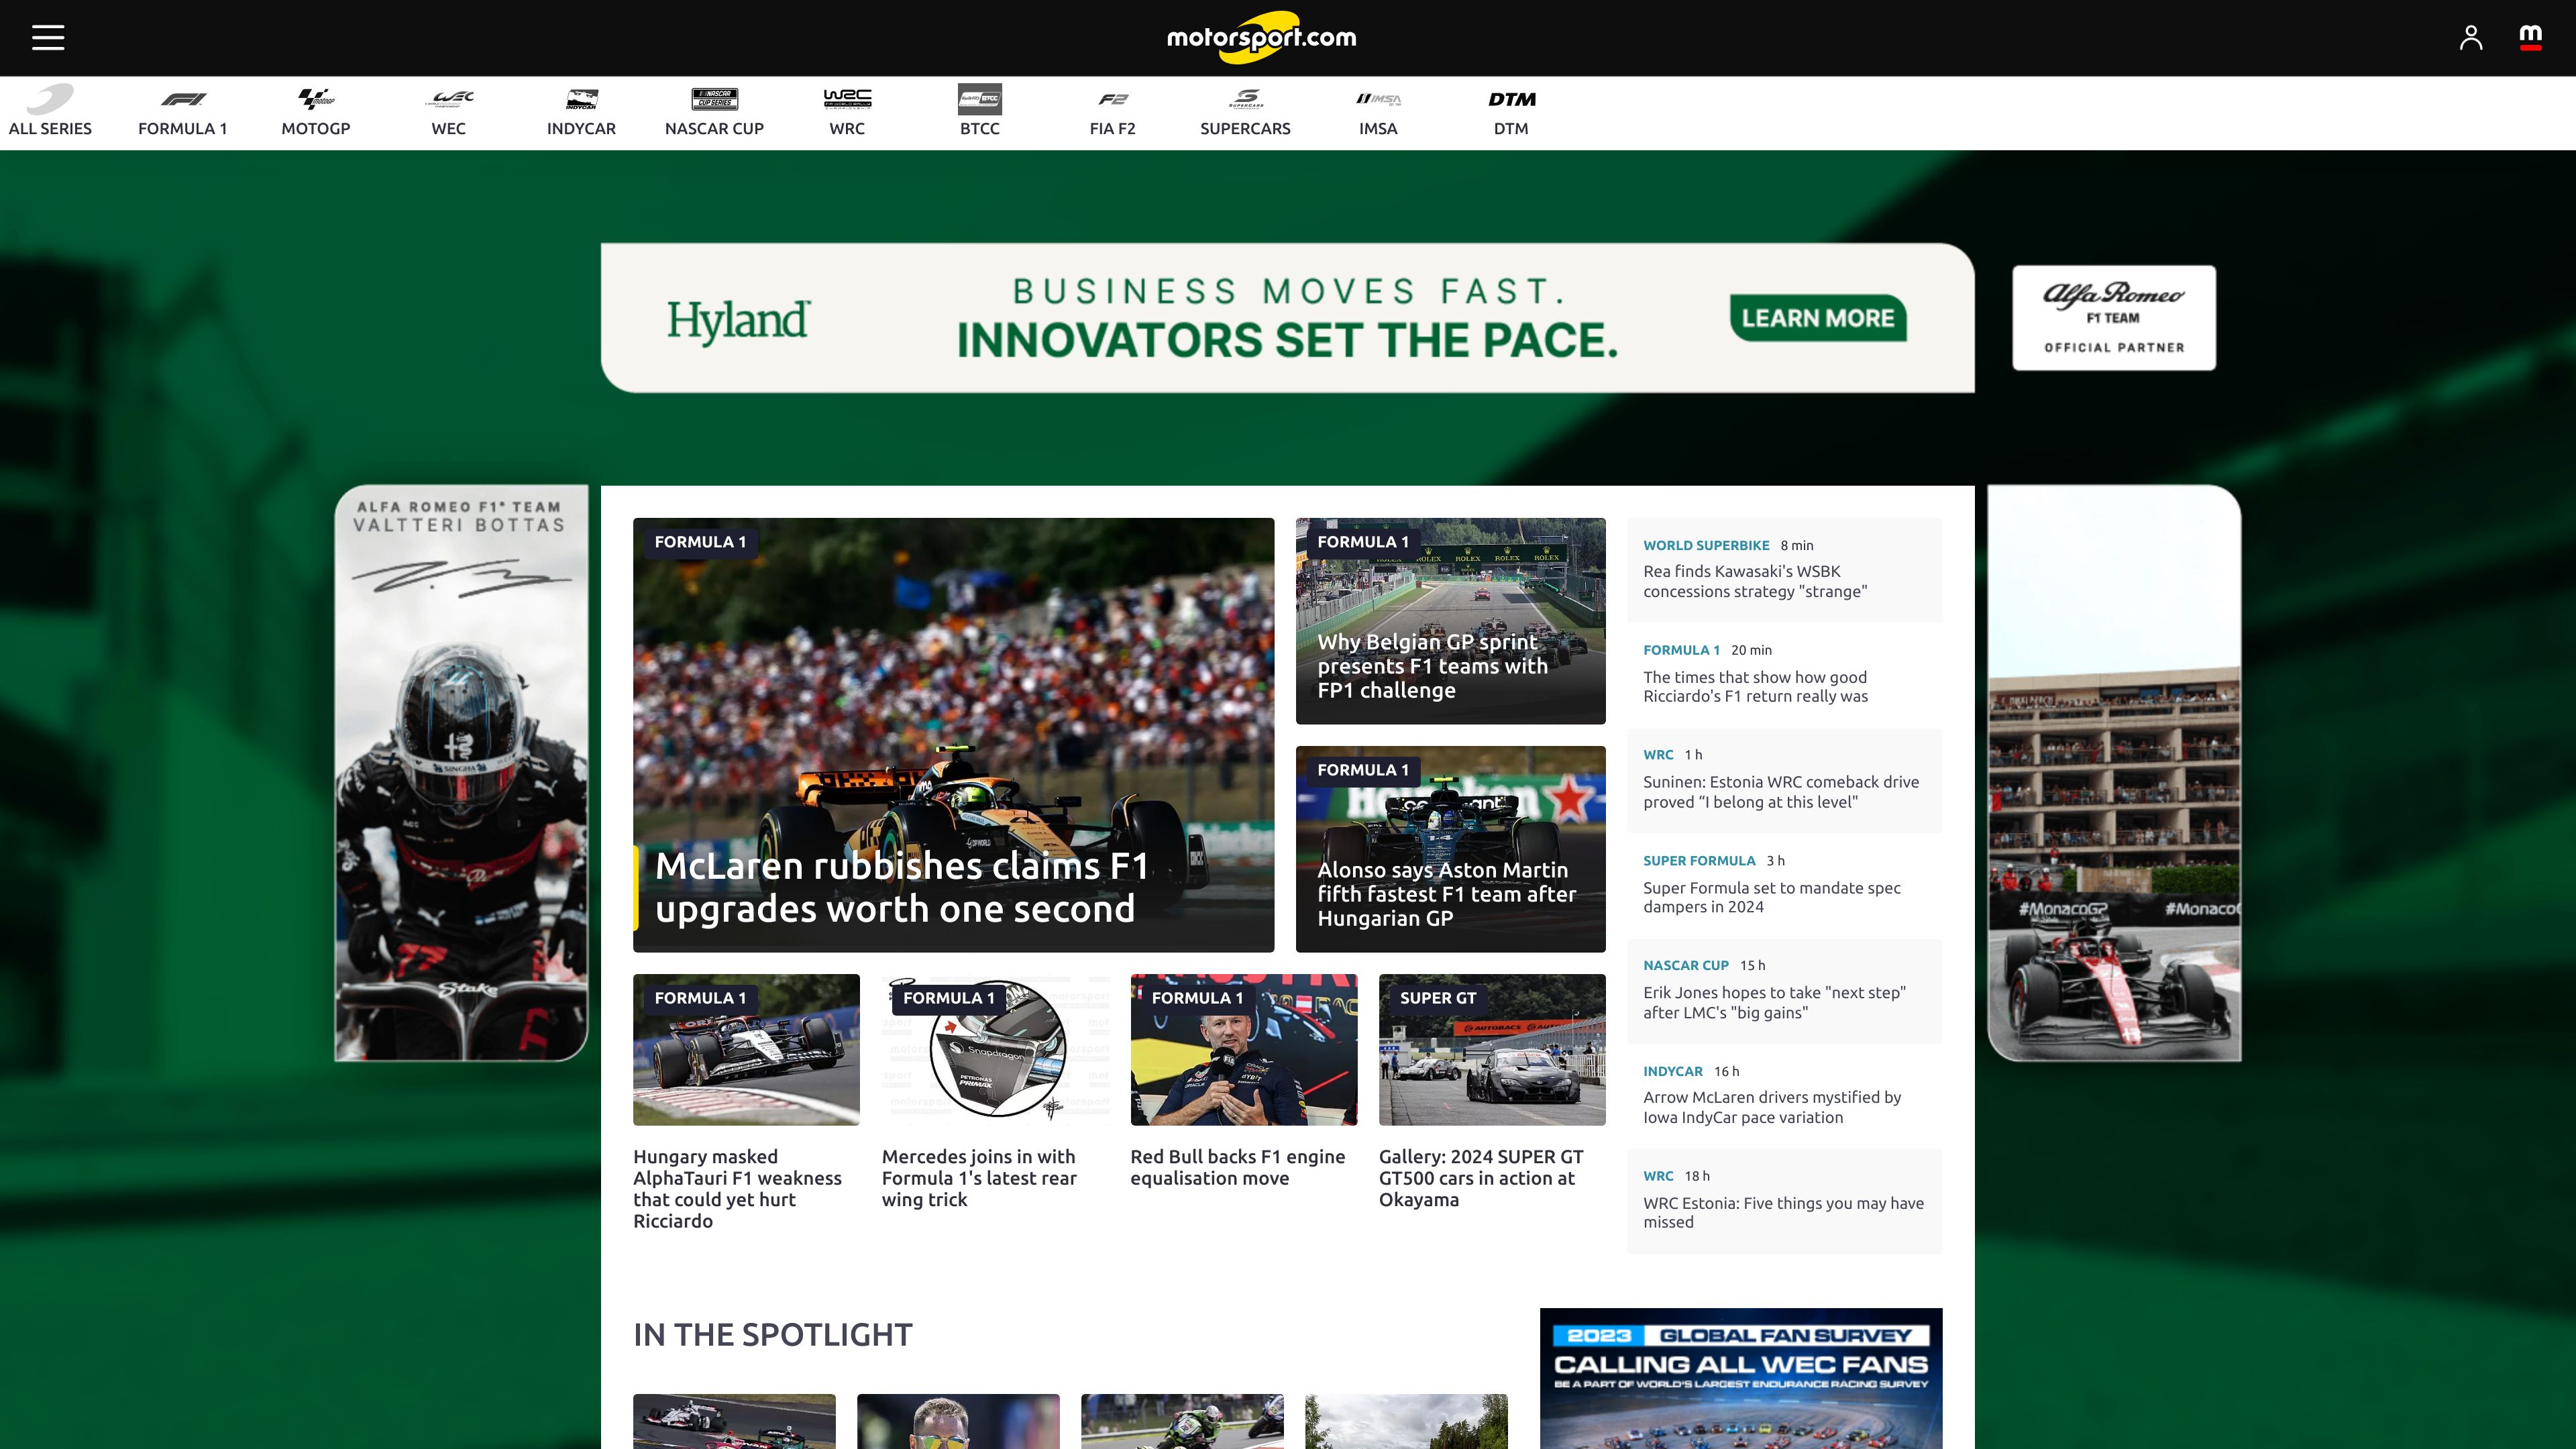 motorsport.com
m
ALL SERIES
FORMULA 1
MOTOGP
WEC
INDYCAR
NASCAR CUP
WRC
BTCC
FIA F2
SUPERCARS
IMSA
DTM
Hyland
BUSINESS MOVES FAST.
INNOVATORS SET THE PACE.
LEARN MORE
Alfa Romeo
F1 TEAM
OFFICIAL PARTNER
ALFA ROMEO F1® TEAM
VALTTERI BOTTAS
SINGHA
77
Stake
FORMULA 1
McLaren rubbishes claims F1
upgrades worth one second
FORMULA 1
ROLEX ROLEX ROLEX ROLEX
Why Belgian GP sprint
presents F1 teams with
FP1 challenge
FORMULA 1
Alonso says Aston Martin
fifth fastest F1 team after
Hungarian GP
FORMULA 1
Hungary masked
AlphaTauri F1 weakness
that could yet hurt
Ricciardo
FORMULA 1
Snapdragon
PETRONAS
PRIMAX
Mercedes joins in with
Formula 1's latest rear
wing trick
FORMULA 1
Red Bull backs F1 engine
equalisation move
SUPER GT
AUTOBACS
Gallery: 2024 SUPER GT
GT500 cars in action at
Okayama
WORLD SUPERBIKE 8 min
Rea finds Kawasaki's WSBK
concessions strategy "strange"
FORMULA 1 20 min
The times that show how good
Ricciardo's F1 return really was
WRC 1 h
Suninen: Estonia WRC comeback drive
proved “I belong at this level"
SUPER FORMULA 3 h
Super Formula set to mandate spec
dampers in 2024
NASCAR CUP 15 h
Erik Jones hopes to take "next step"
after LMC's "big gains"
INDYCAR 16 h
Arrow McLaren drivers mystified by
Iowa IndyCar pace variation
WRC 18 h
WRC Estonia: Five things you may have
missed
#MonacoGP #Monaco
IN THE SPOTLIGHT
2023 GLOBAL FAN SURVEY
CALLING ALL WEC FANS
BE A PART OF WORLD'S LARGEST ENDURANCE RACING SURVEY